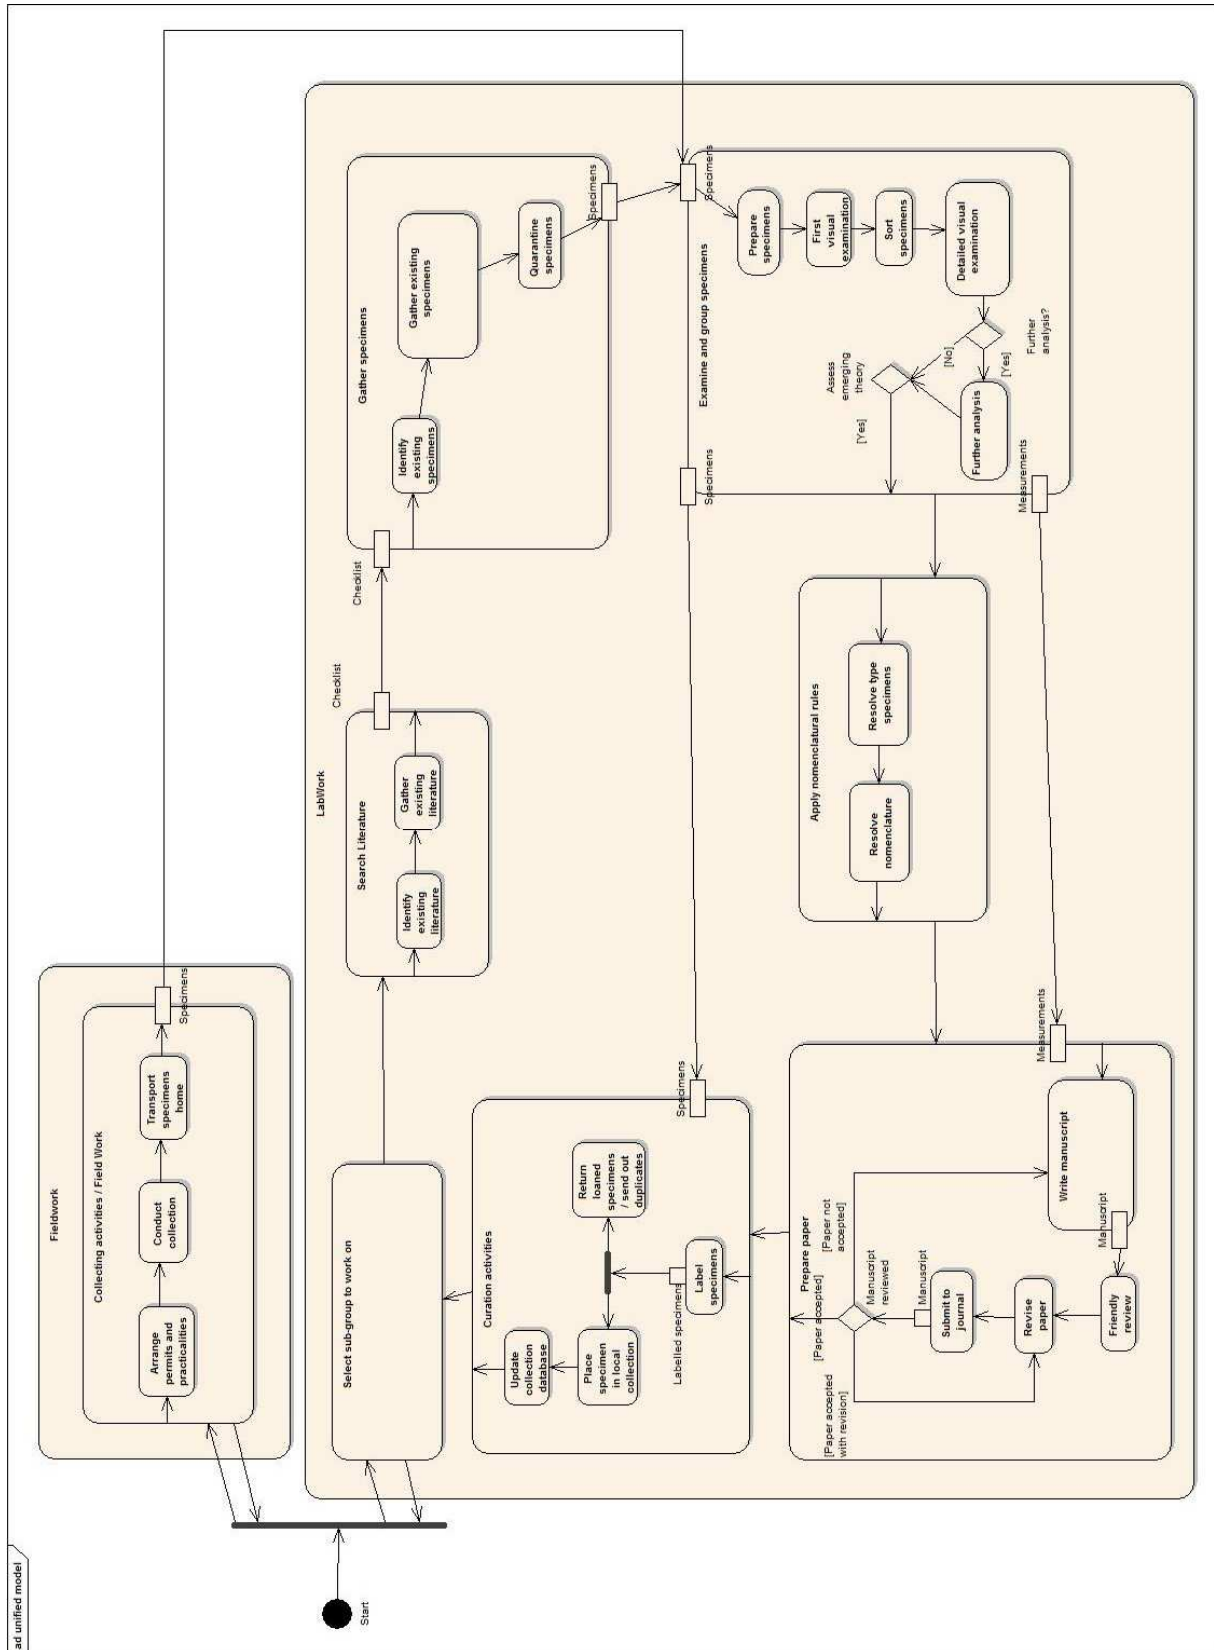 ad unified model
Start
Fieldwork
Collecting activities / Field Work
Arrange
permits and
practicalities
Conduct
collection
Transport
specimens
home
Specimens
LabWork
Select sub-group to work on
Search Literature
Identify
existing
literature
Gather
existing
literature
Checklist
Checklist
Gather specimens
Identify
existing
specimens
Gather existing
specimens
Quarantine
specimens
Specimens
Specimens
Examine and group specimens
Prepare
specimens
First
visual
examination
Sort
specimens
Detailed visual
examination
Further
analysis?
[No]
[Yes]
Further analysis
Assess
emerging
theory
[Yes]
Specimens
Measurements
Apply nomenclatural rules
Resolve type
specimens
Resolve
nomenclature
Curation activities
Specimens
Label
specimens
Labelled specimens
Return
loaned
specimens
/ send out
duplicates
Place
specimen
in local
collection
Update
collection
database
Prepare paper
Measurements
Write manuscript
Manuscript
Friendly
review
Revise
paper
Submit to
journal
Manuscript
Manuscript
reviewed
[Paper not
accepted]
[Paper accepted]
[Paper accepted
with revision]